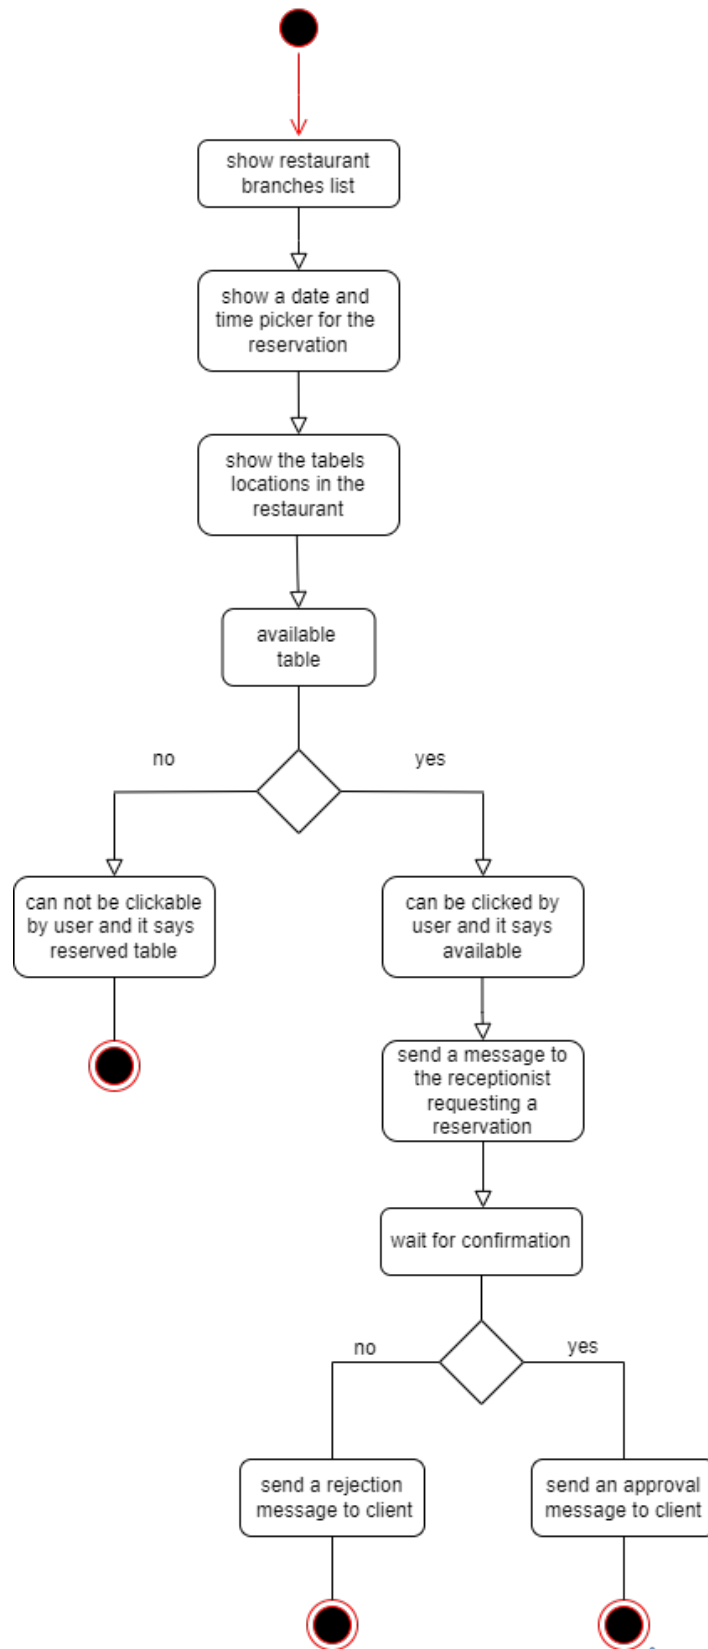 show restaurant
branches list
show a date and
time picker for the
reservation
show the tabels
locations in the
restaurant
available
table
no
yes
can not be clickable
by user and it says
reserved table
can be clicked by
user and it says
available
send a message to
the receptionist
requesting a
reservation
wait for confirmation
no
yes
send a rejection
message to client
send an approval
message to client